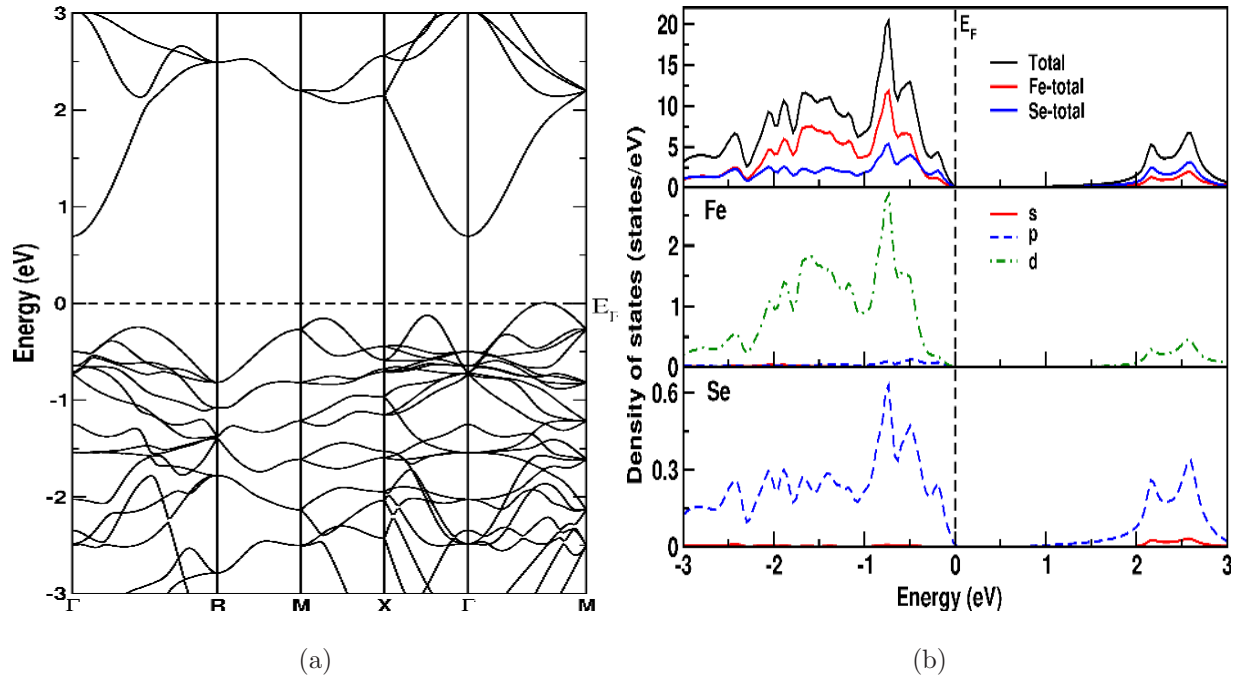 3
2
1
0
-1
-2
-3
Energy (eV)
E_F
Γ
R
M
X
Γ
M
(a)
20
15
10
5
0
E_F
Total
Fe-total
Se-total
Fe
2
1
0
s
p
d
Se
0.6
0.3
0
Density of states (states/eV)
-3
-2
-1
0
1
2
3
Energy (eV)
(b)